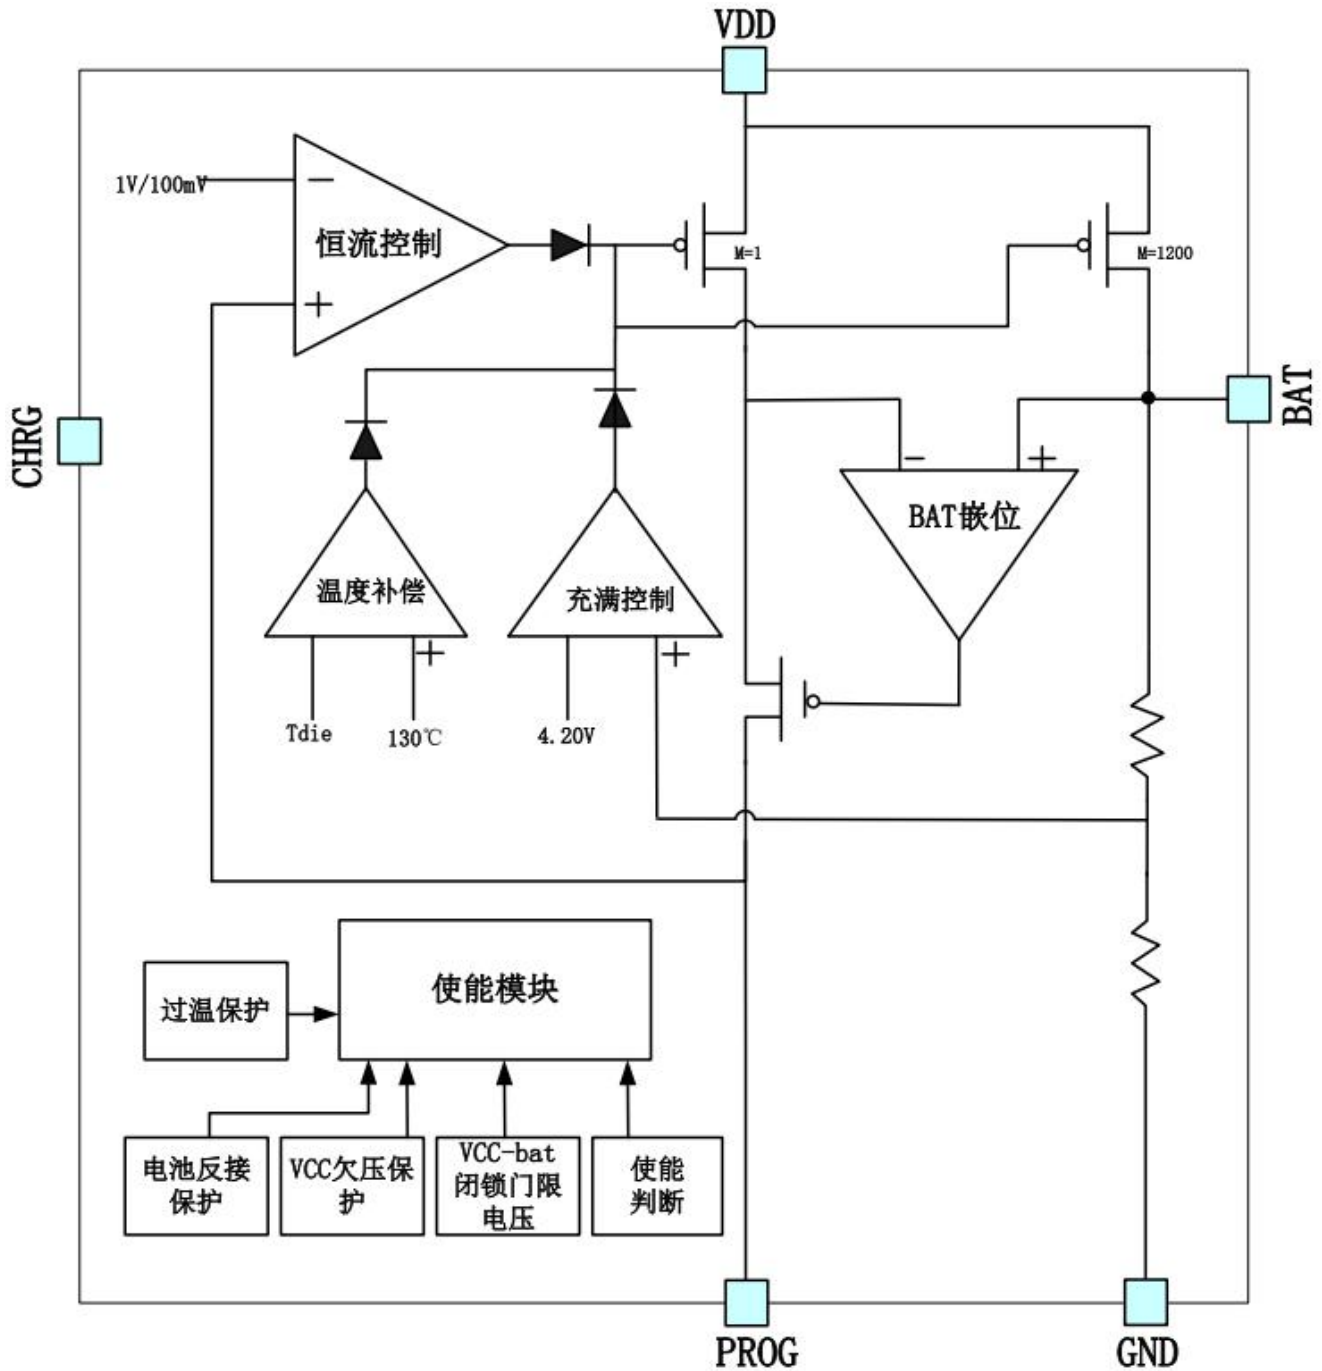 VDD
1V/100mV
−
恒流控制
+
M=1
M=1200
CHRG
BAT
−
+
BAT嵌位
温度补偿
+
充满控制
+
Tdie
130℃
4.20V
使能模块
过温保护
电池反接
保护
VCC欠压保
护
VCC-bat
闭锁门限
电压
使能
判断
PROG
GND